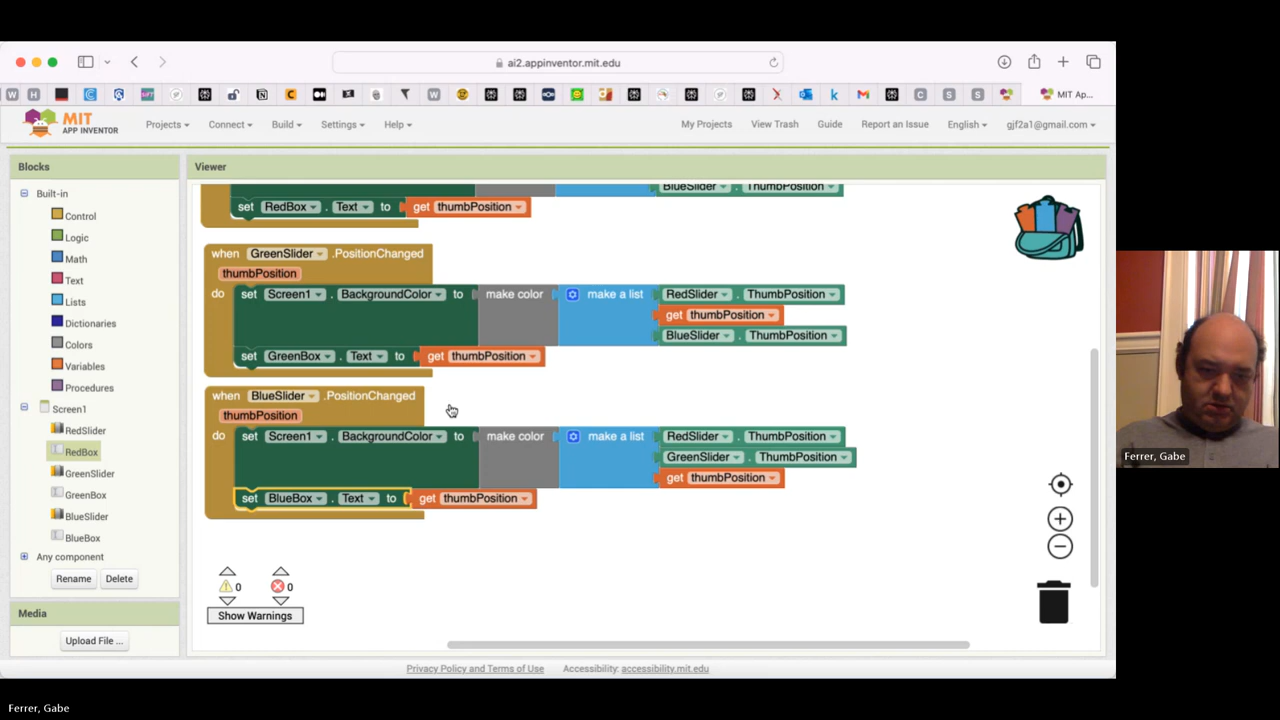 ai2.appinventor.mit.edu
MIT Ap...
MIT
APP INVENTOR
Projects
Connect
Build
Settings
Help
My Projects
View Trash
Guide
Report an Issue
English
gjf2a1@gmail.com
Blocks
Viewer
Built-in
Control
Logic
Math
Text
Lists
Dictionaries
Colors
Variables
Procedures
Screen1
RedSlider
RedBox
GreenSlider
GreenBox
BlueSlider
BlueBox
Any component
Rename
Delete
Media
Upload File ...
BlueSlider . ThumbPosition
set RedBox . Text to get thumbPosition
when GreenSlider .PositionChanged
thumbPosition
do set Screen1 . BackgroundColor to make color make a list RedSlider . ThumbPosition
get thumbPosition
BlueSlider . ThumbPosition
set GreenBox . Text to get thumbPosition
when BlueSlider .PositionChanged
thumbPosition
do set Screen1 . BackgroundColor to make color make a list RedSlider . ThumbPosition
GreenSlider . ThumbPosition
get thumbPosition
set BlueBox . Text to get thumbPosition
0 0
Show Warnings
Privacy Policy and Terms of Use Accessibility: accessibility.mit.edu
Ferrer, Gabe
Ferrer, Gabe